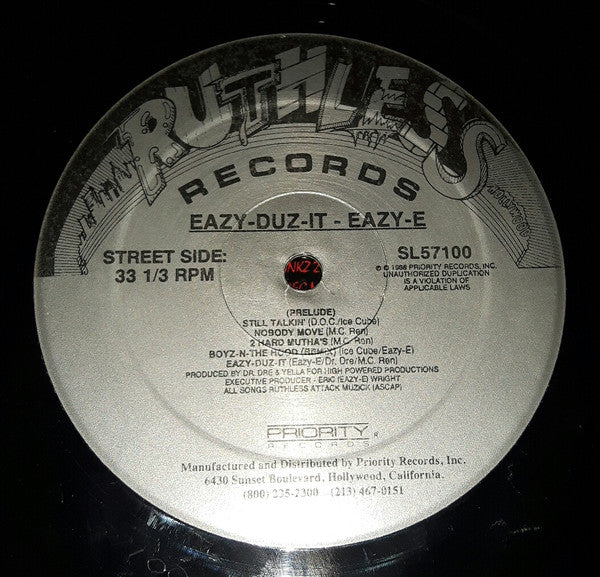 RUTHLESS
RECORDS
EAZY-DUZ-IT - EAZY-E
STREET SIDE:
33 1/3 RPM
SL57100
℗ © 1988 PRIORITY RECORDS, INC.
UNAUTHORIZED DUPLICATION
IS A VIOLATION OF
APPLICABLE LAWS
NKZ 2
(PRELUDE)
STILL TALKIN' (D.O.C./Ice Cube)
NOBODY MOVE (M.C. Ren)
2 HARD MUTHA'S (M.C. Ren)
BOYZ-N-THE HOOD (REMIX) (Ice Cube/Eazy-E)
EAZY-DUZ-IT (Eazy-E/Dr. Dre/M.C. Ren)
PRODUCED BY DR. DRE & YELLA FOR HIGH POWERED PRODUCTIONS
EXECUTIVE PRODUCER - ERIC (EAZY-E) WRIGHT
ALL SONGS RUTHLESS ATTACK MUZICK (ASCAP)
PRIORITY ®
RECORDS
Manufactured and Distributed by Priority Records, Inc.
6430 Sunset Boulevard, Hollywood, California.
(800) 235-2300 (213) 467-0151